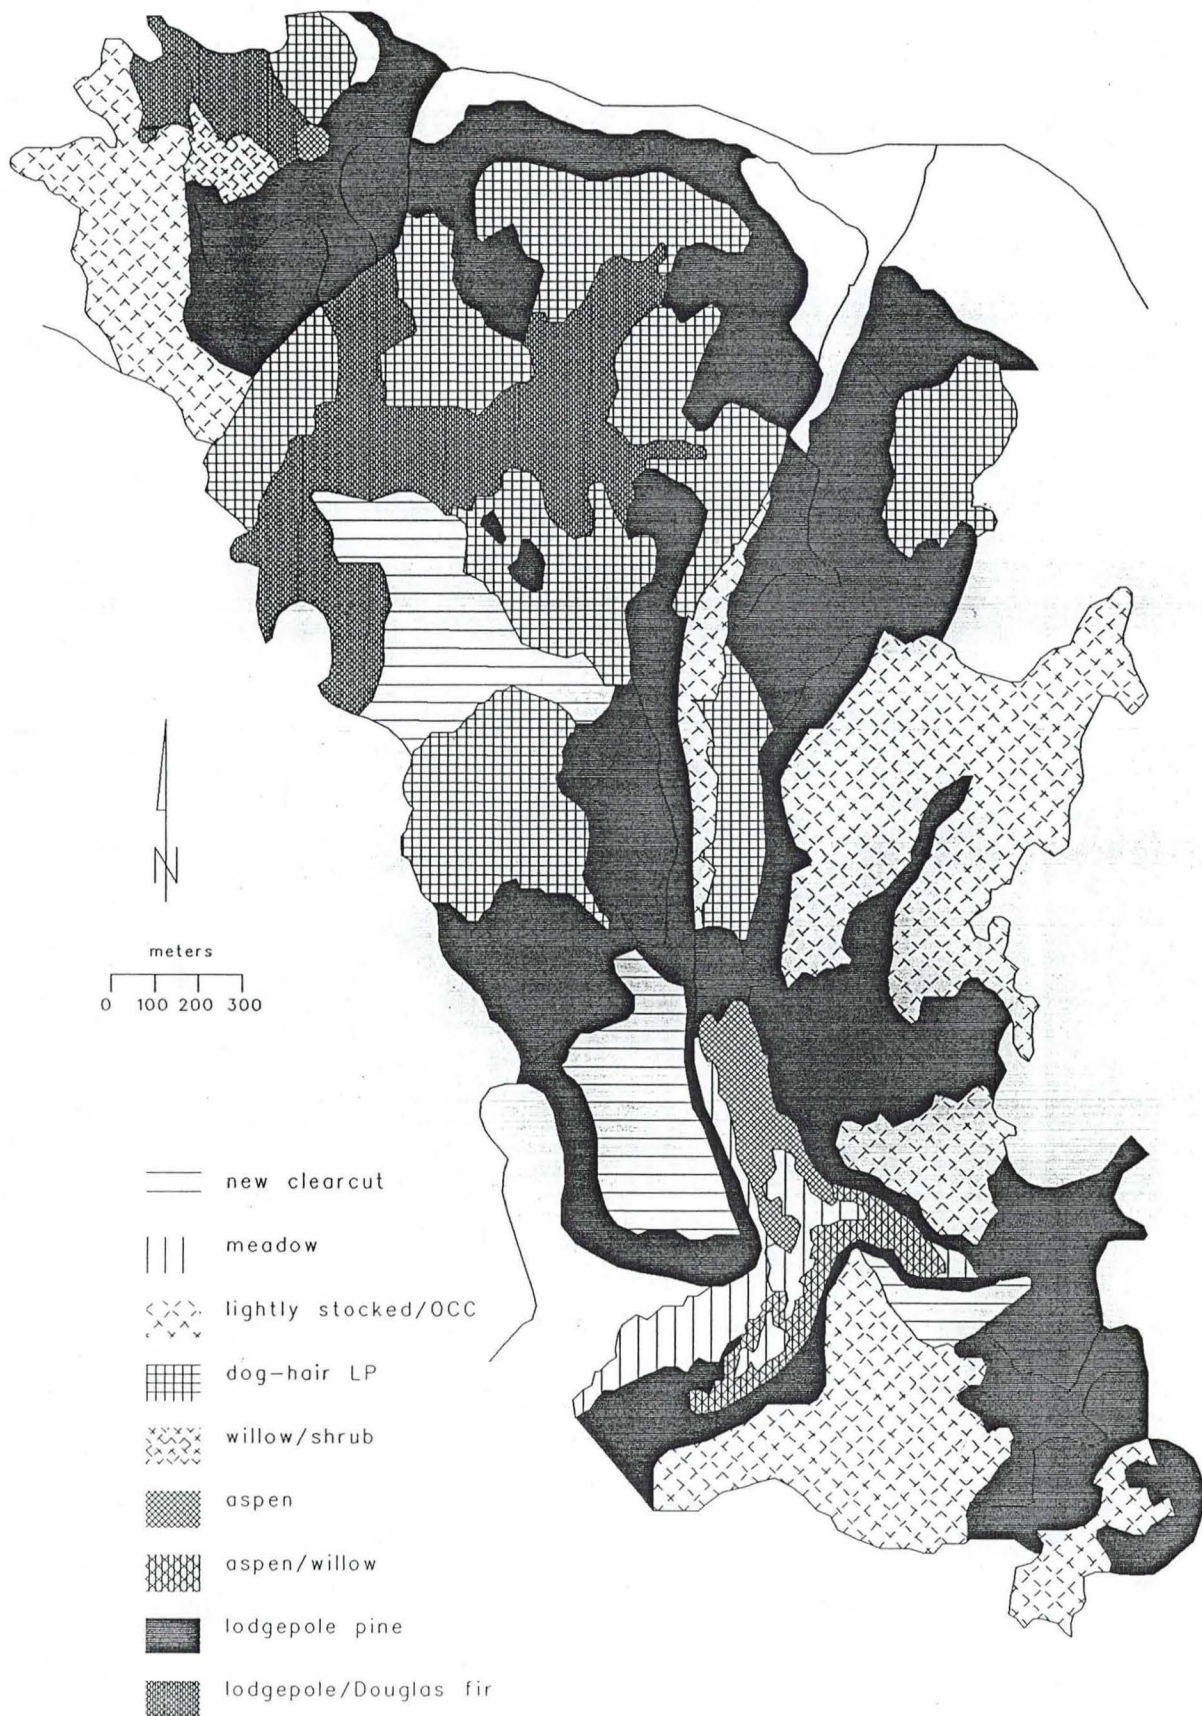 N
meters
0 100 200 300
new clearcut
meadow
lightly stocked/OCC
dog-hair LP
willow/shrub
aspen
aspen/willow
lodgepole pine
lodgepole/Douglas fir